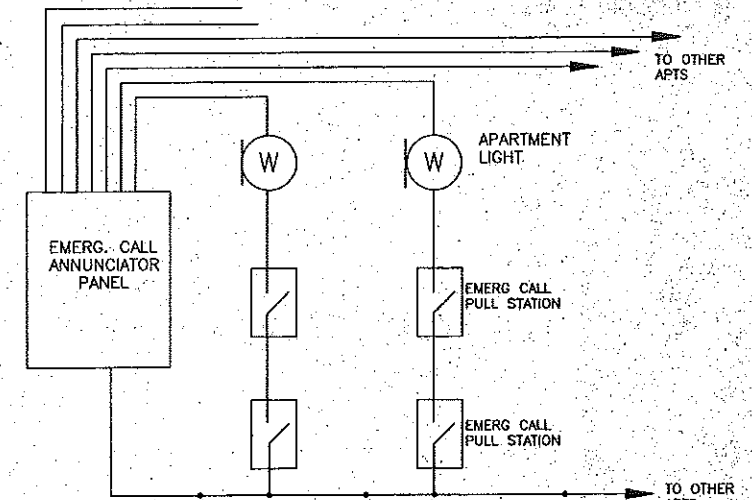 TO OTHER
APTS
APARTMENT
LIGHT
W
W
EMERG. CALL
ANNUNCIATOR
PANEL
EMERG CALL
PULL STATION
EMERG CALL
PULL STATION
TO OTHER